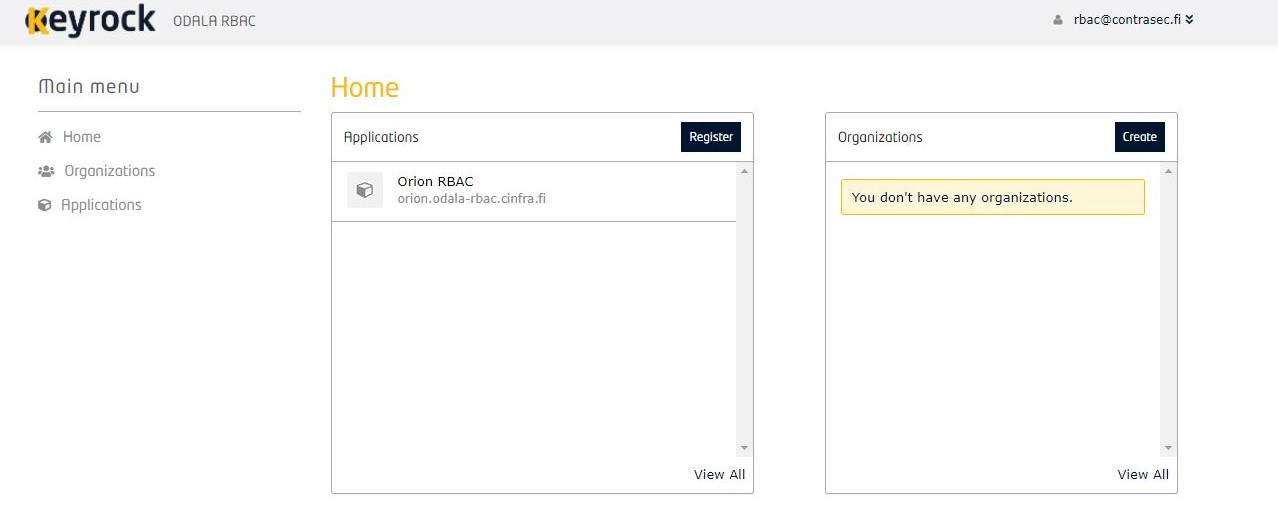 Keyrock ODALA RBAC
rbac@contrasec.fi
Main menu
Home
Organizations
Applications
Home
Applications
Register
Orion RBAC
orion.odala-rbac.cinfra.fi
View All
Organizations
Create
You don't have any organizations.
View All